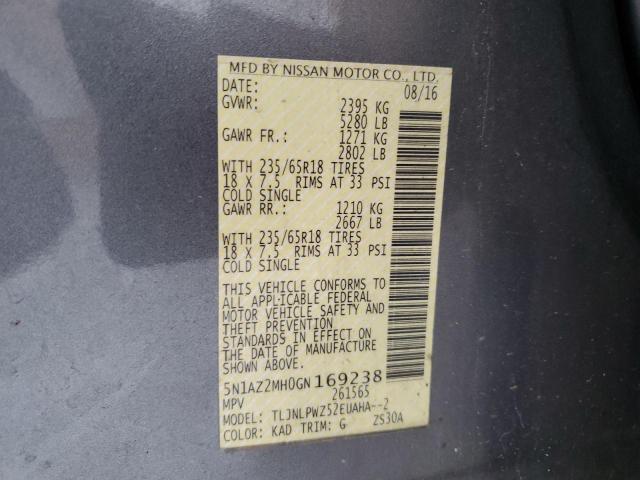 MFD BY NISSAN MOTOR CO., LTD.
DATE: 08/16
GVWR: 2395 KG
5280 LB
GAWR FR.: 1271 KG
2802 LB
WITH 235/65R18 TIRES
18 X 7.5 RIMS AT 33 PSI
COLD SINGLE
GAWR RR.: 1210 KG
2667 LB
WITH 235/65R18 TIRES
18 X 7.5 RIMS AT 33 PSI
COLD SINGLE
THIS VEHICLE CONFORMS TO
ALL APPLICABLE FEDERAL
MOTOR VEHICLE SAFETY AND
THEFT PREVENTION
STANDARDS IN EFFECT ON
THE DATE OF MANUFACTURE
SHOWN ABOVE.
5N1AZ2MH0GN169238
MPV 261565
MODEL: TLJNLPWZ52EUAHA--2
COLOR: KAD TRIM: G ZS30A